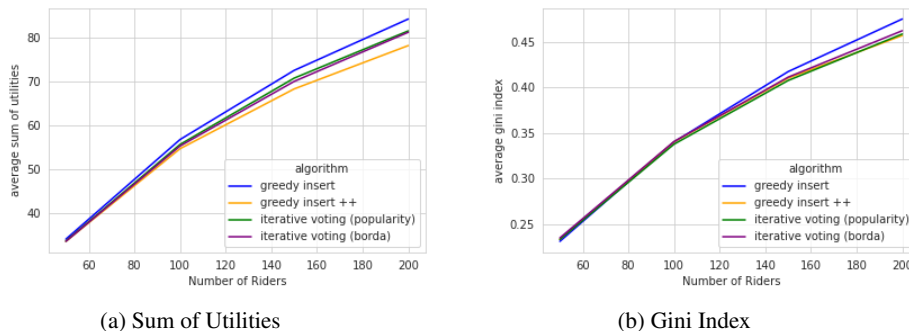 80
70
60
50
40
average sum of utilities
60
80
100
120
140
160
180
200
Number of Riders
algorithm
greedy insert
greedy insert ++
iterative voting (popularity)
iterative voting (borda)
(a) Sum of Utilities
0.45
0.40
0.35
0.30
0.25
average gini index
60
80
100
120
140
160
180
200
Number of Riders
algorithm
greedy insert
greedy insert ++
iterative voting (popularity)
iterative voting (borda)
(b) Gini Index